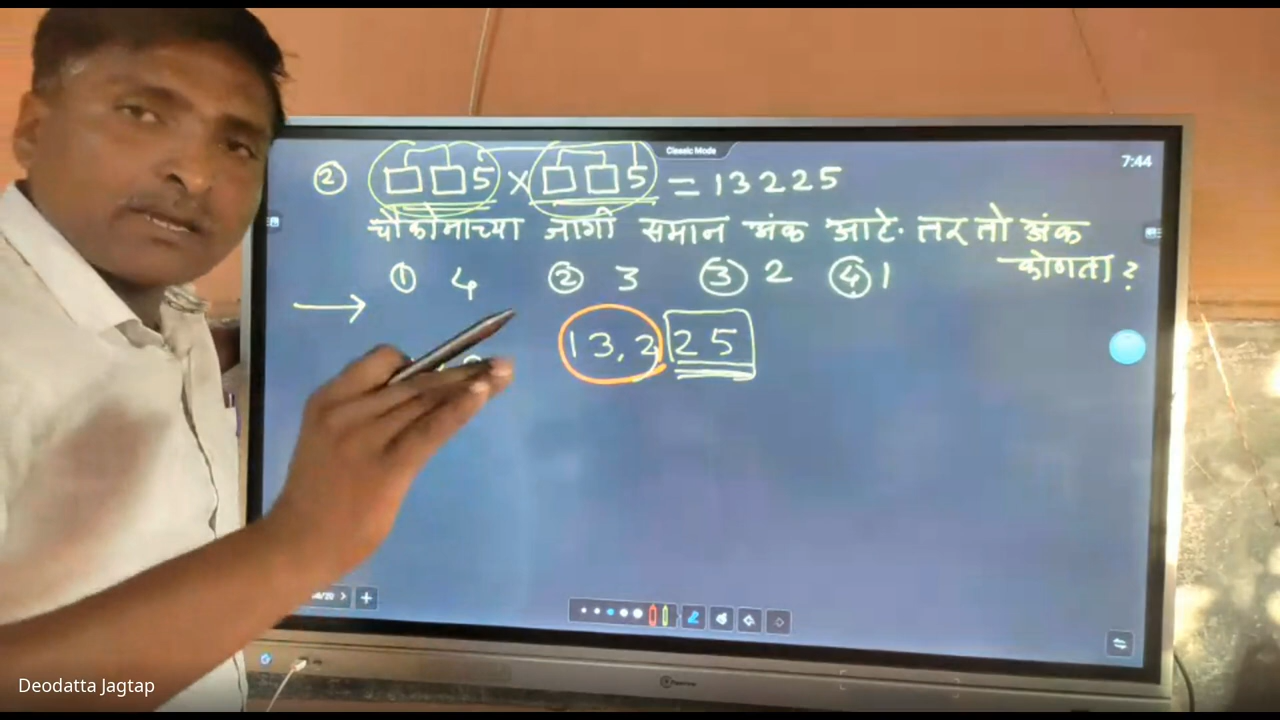 Classic Mode
7:44
② □□5 × □□5 = 13225
चौकोनाच्या जागी समान अंक आहे. तर तो अंक
कोणता ?
① 4 ② 3 ③ 2 ④ 1
→ 13,2 25
Deodatta Jagtap